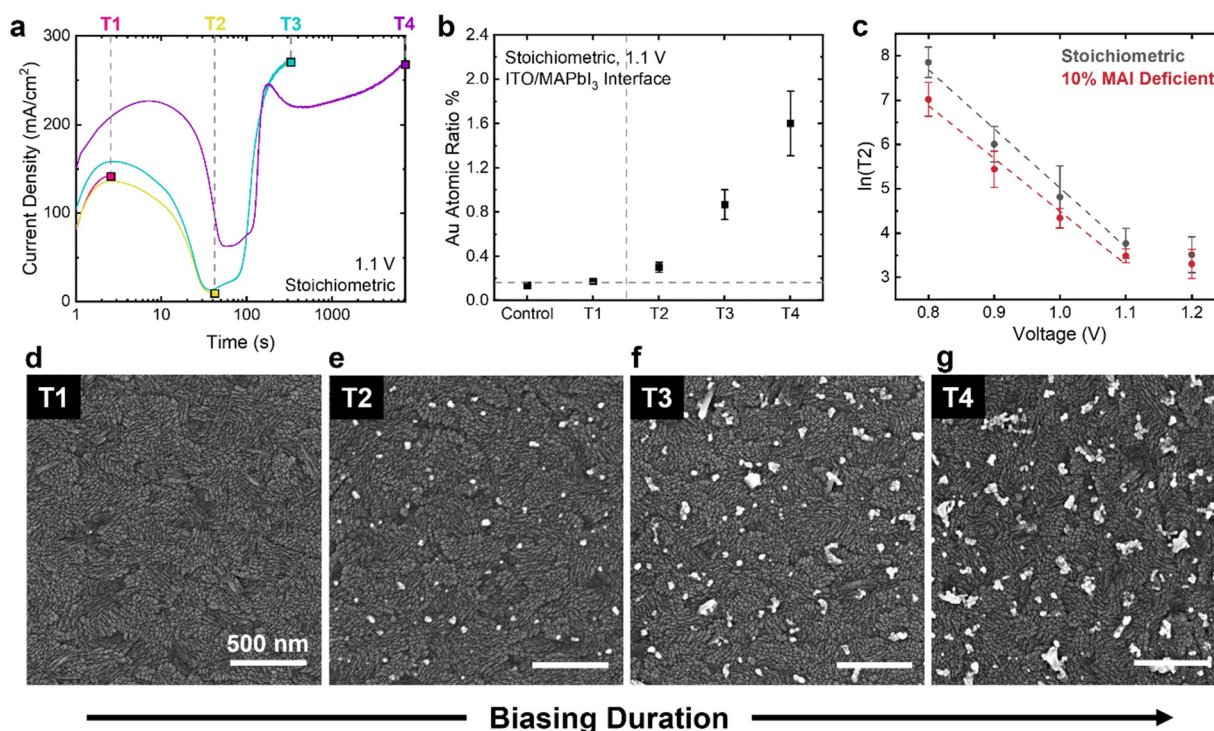 a
T1 T2 T3 T4
300
200
100
0
Current Density (mA/cm²)
1 10 100 1000
Time (s)
1.1 V
Stoichiometric
b
2.4
2.0
1.6
1.2
0.8
0.4
0.0
Au Atomic Ratio %
Stoichiometric, 1.1 V
ITO/MAPbI₃ Interface
Control T1 T2 T3 T4
c
Stoichiometric
10% MAI Deficient
8
7
6
5
4
3
ln(T2)
0.8 0.9 1.0 1.1 1.2
Voltage (V)
d
T1
500 nm
e
T2
f
T3
g
T4
Biasing Duration